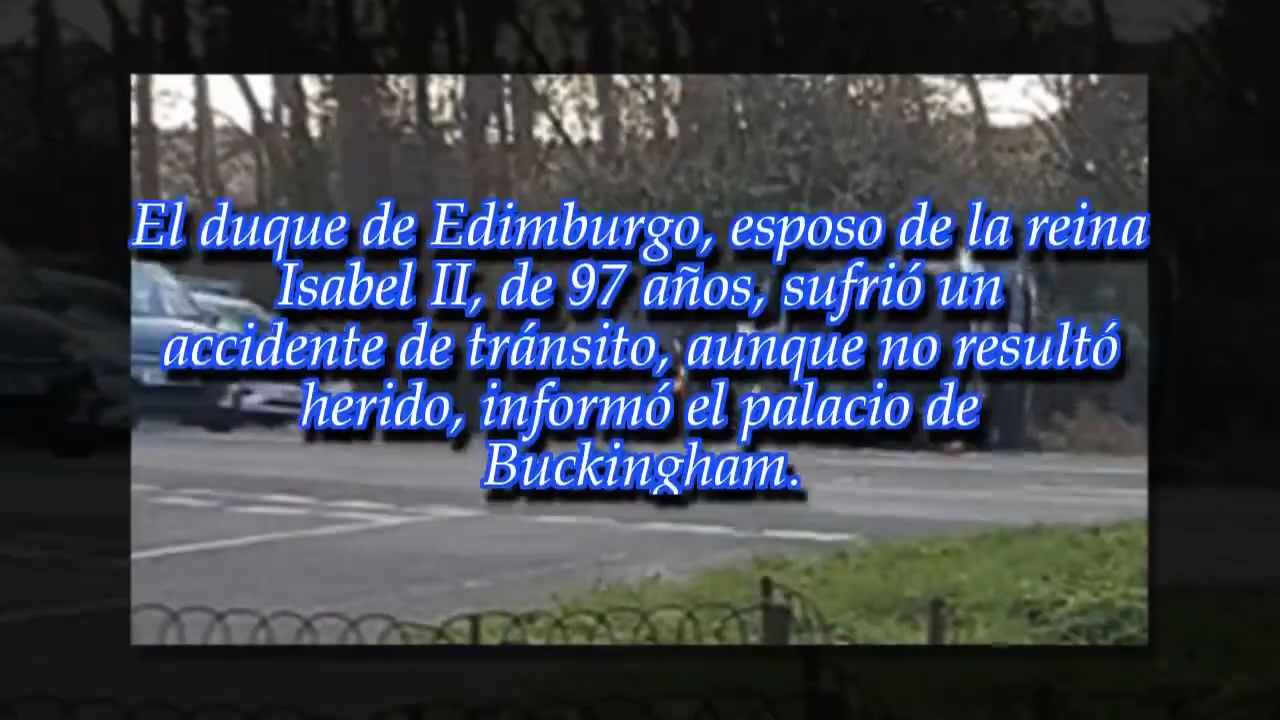 El duque de Edimburgo, esposo de la reina
Isabel II, de 97 años, sufrió un
accidente de tránsito, aunque no resultó
herido, informó el palacio de
Buckingham.